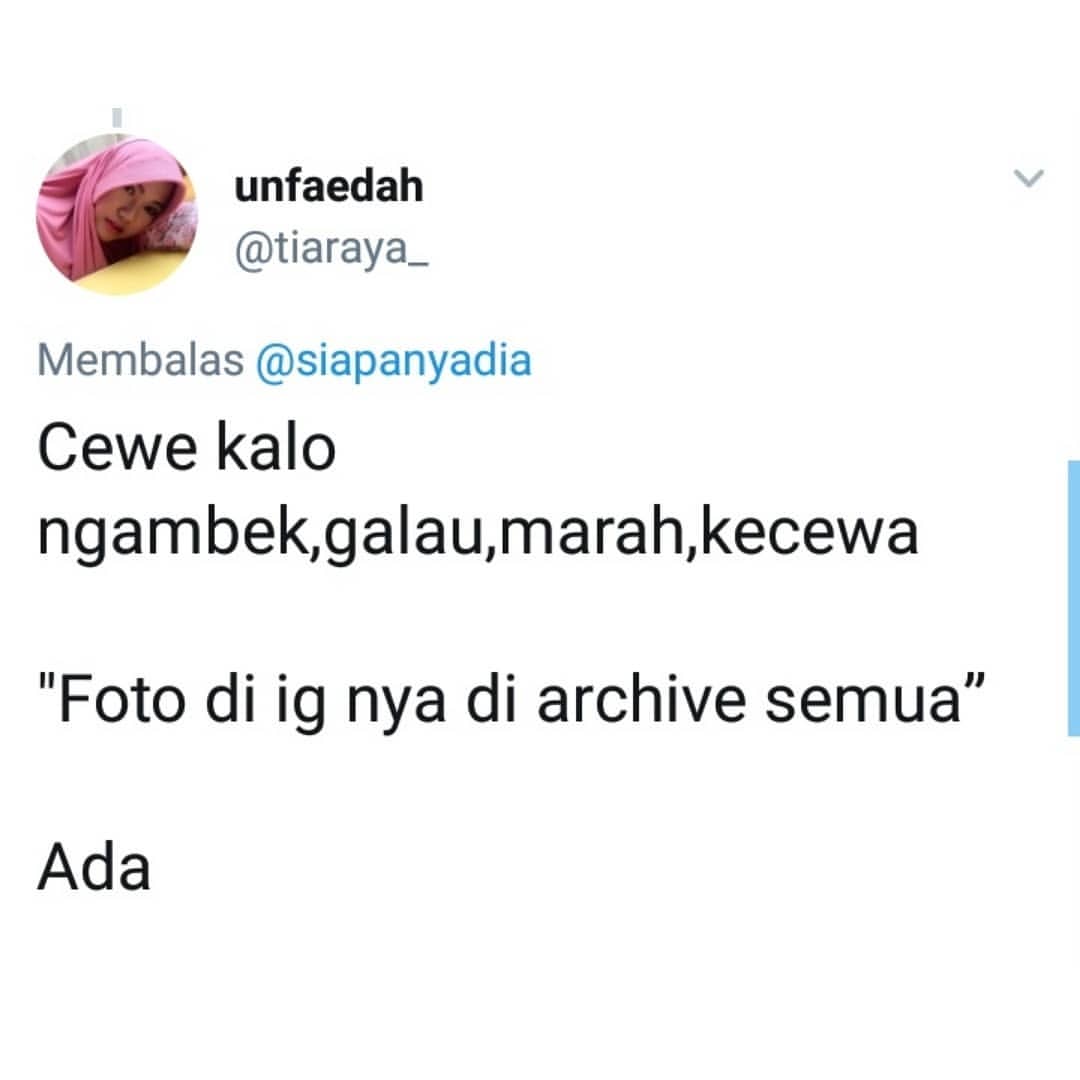 unfaedah
@tiaraya_
Membalas @siapanyadia
Cewe kalo
ngambek,galau,marah,kecewa
"Foto di ig nya di archive semua”
Ada